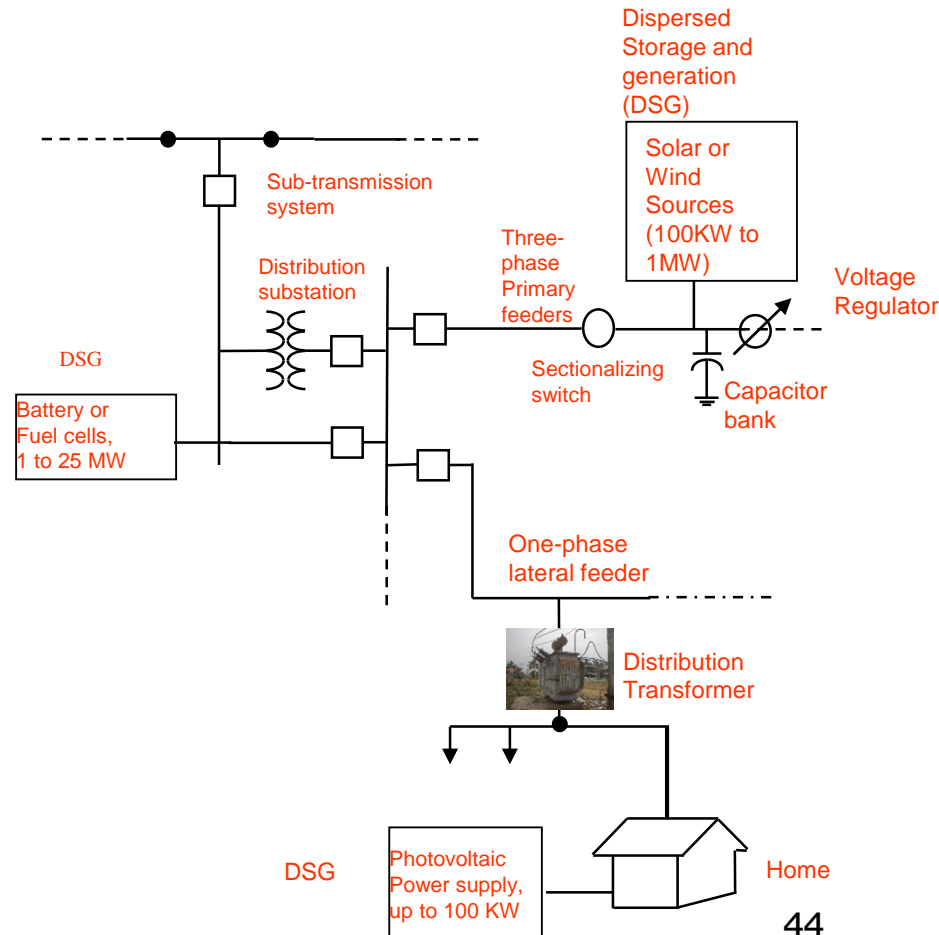 Dispersed
Storage and
generation
(DSG)
Solar or
Wind
Sources
(100KW to
1MW)
Sub-transmission
system
Three-
phase
Primary
feeders
Distribution
substation
Voltage
Regulator
DSG
Sectionalizing
switch
Capacitor
bank
Battery or
Fuel cells,
1 to 25 MW
One-phase
lateral feeder
Distribution
Transformer
DSG
Photovoltaic
Power supply,
up to 100 KW
Home
44